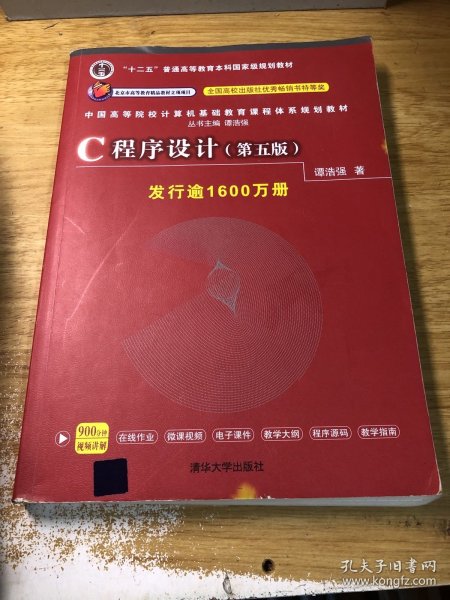 "十二五"普通高等教育本科国家级规划教材
北京市高等教育精品教材立项项目
全国高校出版社优秀畅销书特等奖
中国高等院校计算机基础教育课程体系规划教材
丛书主编 谭浩强
C程序设计(第五版)
谭浩强 著
发行逾1600万册
900分钟
视频讲解
在线作业 微课视频 电子课件 教学大纲 程序源码 教学指南
清华大学出版社
孔夫子旧书网
www.kongfz.com